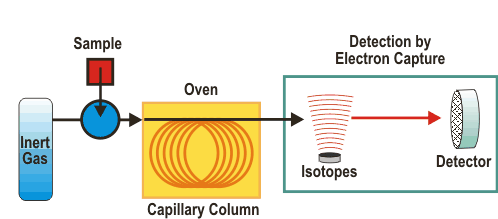 Sample
Detection by
Electron Capture
Oven
Inert
Gas
Isotopes
Detector
Capillary Column